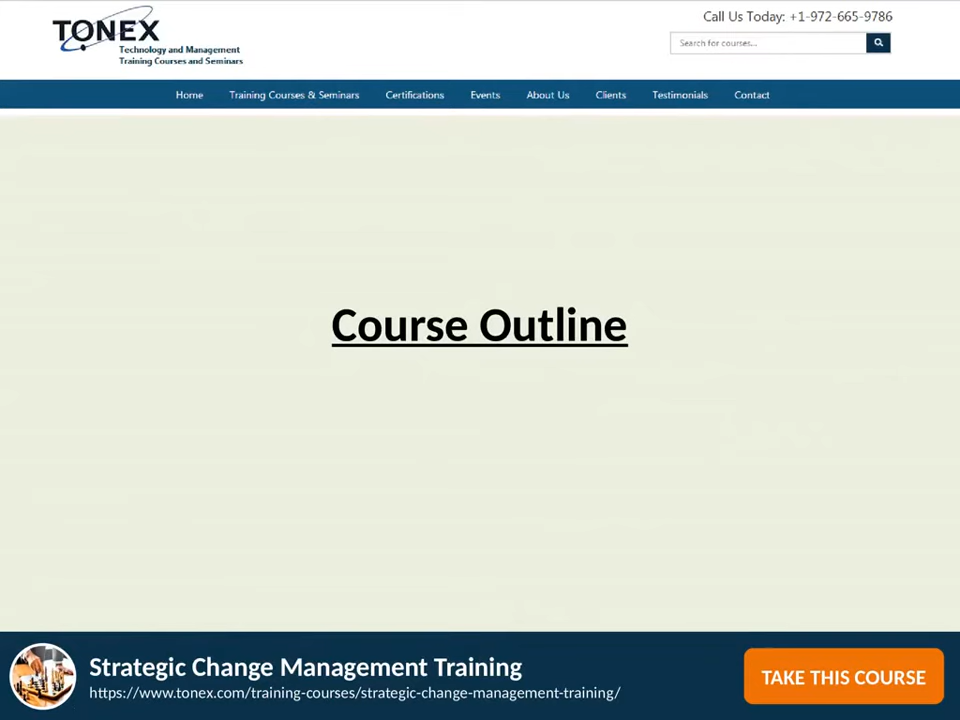 TONEX
Technology and Management
Training Courses and Seminars
Call Us Today: +1-972-665-9786
Search for courses...
Home Training Courses & Seminars Certifications Events About Us Clients Testimonials Contact
Course Outline
Strategic Change Management Training
https://www.tonex.com/training-courses/strategic-change-management-training/
TAKE THIS COURSE